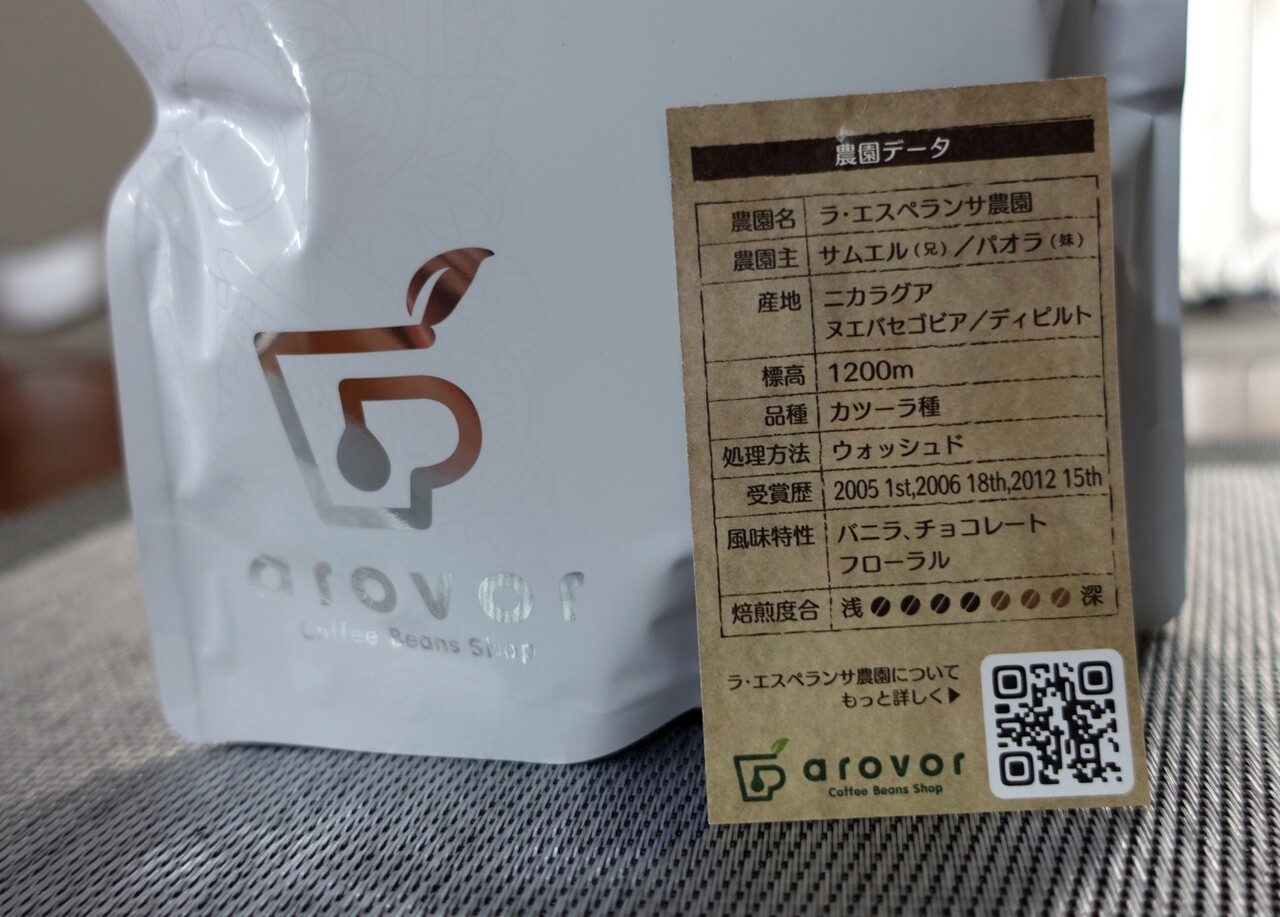 arovor
Coffee Beans Shop
農園データ
農園名 ラ・エスペランサ農園
農園主 サムエル(兄)/パオラ(妹)
産地 ニカラグア
ヌエバセゴビア/ディピルト
標高 1200m
品種 カツーラ種
処理方法 ウォッシュド
受賞歴 2005 1st,2006 18th,2012 15th
風味特性 バニラ、チョコレート
フローラル
焙煎度合 浅 深
ラ・エスペランサ農園について
もっと詳しく▶
arovor
Coffee Beans Shop